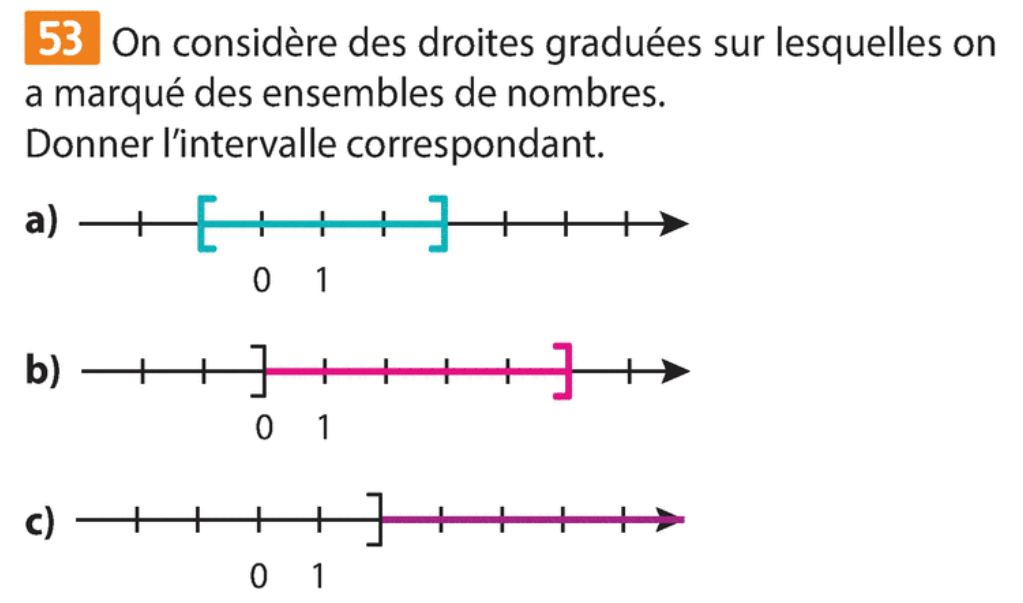 53 On considère des droites graduées sur lesquelles on
a marqué des ensembles de nombres.
Donner l'intervalle correspondant.
a)
0 1
b)
0 1
c)
0 1